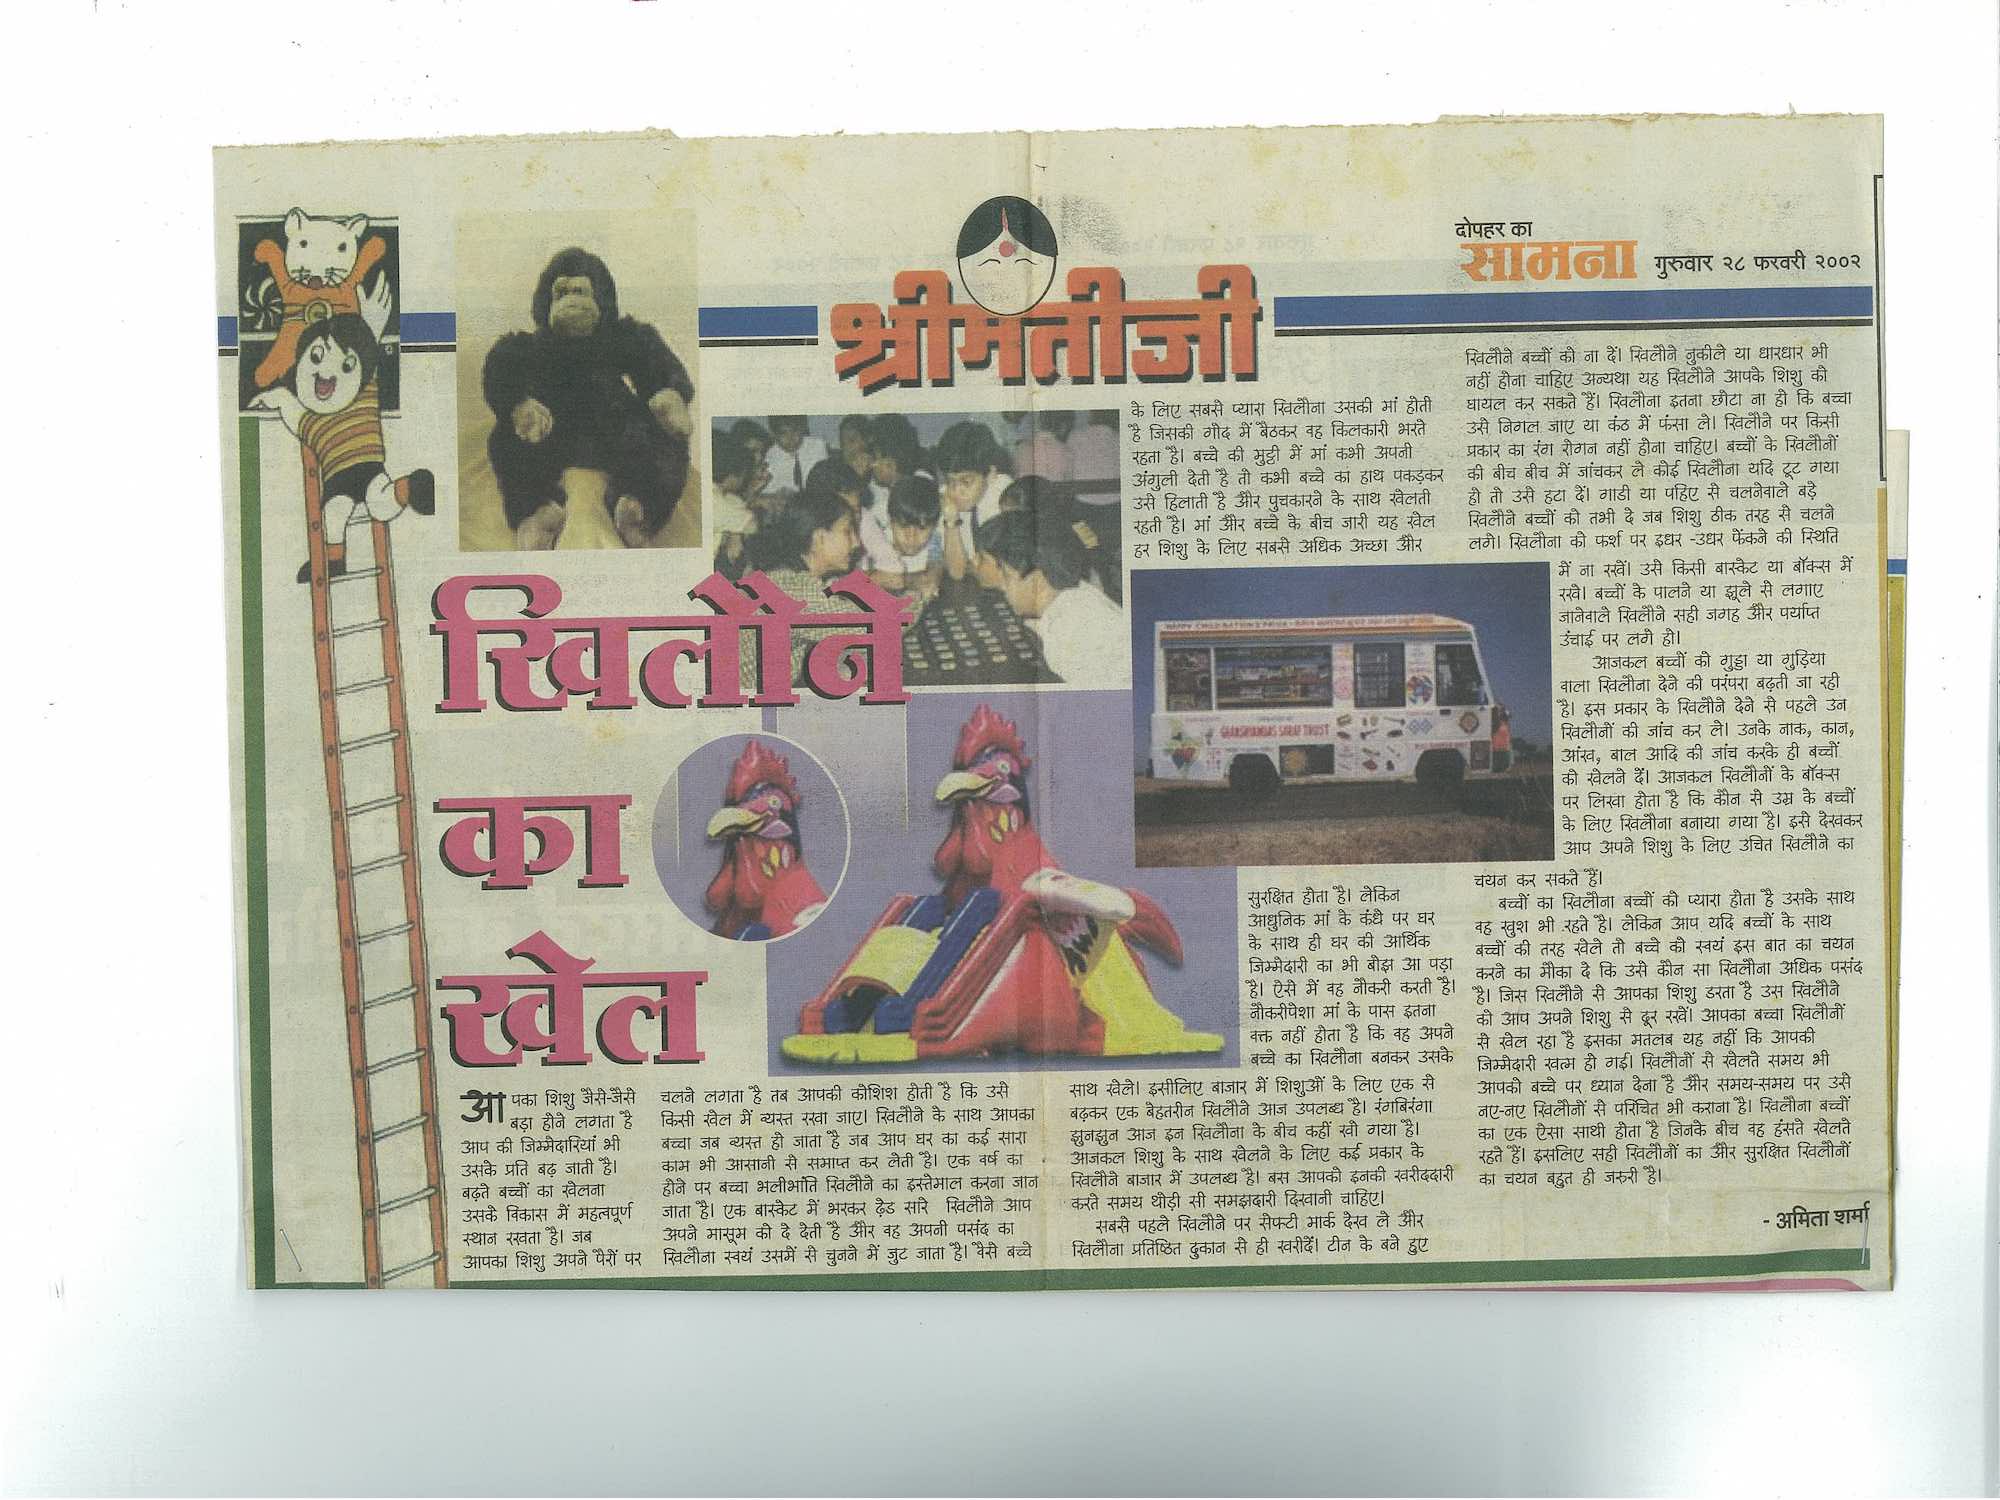 श्रीमतीजी
दोपहर का
सामना गुरुवार २८ फरवरी २००२
खिलौने
का
खेल
आपका शिशु जैसे-जैसे
बड़ा होने लगता है
आप की जिम्मेदारियां भी
उसके प्रति बढ़ जाती है।
बढ़ते बच्चों का खेलना
उसके विकास में महत्वपूर्ण
स्थान रखता है। जब
आपका शिशु अपने पैरों पर
चलने लगता है तब आपकी कोशिश होती है कि उसे
किसी खेल में व्यस्त रखा जाए। खिलौने के साथ आपका
बच्चा जब व्यस्त हो जाता है जब आप घर का कई सारा
काम भी आसानी से समाप्त कर लेती है। एक वर्ष का
होने पर बच्चा भलीभांति खिलौने का इस्तेमाल करना जान
जाता है। एक बास्केट में भरकर ढ़ेड सारे खिलौने आप
अपने मासूम को दे देती है और वह अपनी पसंद का
खिलौना स्वयं उसमें से चुनने में जुट जाता है। वैसे बच्चे
के लिए सबसे प्यारा खिलौना उसकी मां होती
है जिसकी गोद में बैठकर वह किलकारी भरते
रहता है। बच्चे की मुट्ठी में मां कभी अपनी
अंगुली देती है तो कभी बच्चे का हाथ पकड़कर
उसे हिलाती है और पुचकारने के साथ खेलती
रहती है। मां और बच्चे के बीच जारी यह खेल
हर शिशु के लिए सबसे अधिक अच्छा और
HAPPY CHILD NATION'S PRIDE
GHANSHYAMDAS SARAF TRUST
सुरक्षित होता है। लेकिन
आधुनिक मां के कंधे पर घर
के साथ ही घर की आर्थिक
जिम्मेदारी का भी बोझ आ पड़ा
है। ऐसे में वह नौकरी करती है।
नौकरीपेशा मां के पास इतना
वक्त नहीं होता है कि वह अपने
बच्चे का खिलौना बनकर उसके
साथ खेले। इसीलिए बाजार में शिशुओं के लिए एक से
बढ़कर एक बेहतरीन खिलौने आज उपलब्ध है। रंगबिरंगा
झुनझुन आज इन खिलौना के बीच कहीं खो गया है।
आजकल शिशु के साथ खेलने के लिए कई प्रकार के
खिलौने बाजार में उपलब्ध है। बस आपको इनकी खरीददारी
करते समय थोड़ी सी समझदारी दिखानी चाहिए।
सबसे पहले खिलौने पर सेफ्टी मार्क देख ले और
खिलौना प्रतिष्ठित दुकान से ही खरीदें। टीन के बने हुए
खिलौने बच्चों को ना दें। खिलौने नुकीले या धारधार भी
नहीं होना चाहिए अन्यथा यह खिलौने आपके शिशु को
घायल कर सकते हैं। खिलौना इतना छोटा ना हो कि बच्चा
उसे निगल जाए या कंठ में फंसा ले। खिलौने पर किसी
प्रकार का रंग रोगन नहीं होना चाहिए। बच्चों के खिलौनों
की बीच बीच में जांचकर ले कोई खिलौना यदि टूट गया
हो तो उसे हटा दें। गाडी या पहिए से चलनेवाले बड़े
खिलौने बच्चों को तभी दे जब शिशु ठीक तरह से चलने
लगे। खिलौना को फर्श पर इधर -उधर फेंकने की स्थिति
में ना रखें। उसे किसी बास्केट या बॉक्स में
रखे। बच्चों के पालने या झूले से लगाए
जानेवाले खिलौने सही जगह और पर्याप्त
उंचाई पर लगे हो।
आजकल बच्चों को गुड्डा या गुड़िया
वाला खिलौना देने की परंपरा बढ़ती जा रही
है। इस प्रकार के खिलौने देने से पहले उन
खिलौनों की जांच कर ले। उनके नाक, कान,
आंख, बाल आदि की जांच करके ही बच्चों
को खेलने दें। आजकल खिलौनों के बॉक्स
पर लिखा होता है कि कौन से उम्र के बच्चों
के लिए खिलौना बनाया गया है। इसे देखकर
आप अपने शिशु के लिए उचित खिलौने का
चयन कर सकते हैं।
बच्चों का खिलौना बच्चों को प्यारा होता है उसके साथ
वह खुश भी रहते है। लेकिन आप यदि बच्चों के साथ
बच्चों की तरह खेले तो बच्चे को स्वयं इस बात का चयन
करने का मौका दे कि उसे कौन सा खिलौना अधिक पसंद
है। जिस खिलौने से आपका शिशु डरता है उस खिलौने
को आप अपने शिशु से दूर रखें। आपका बच्चा खिलौनों
से खेल रहा है इसका मतलब यह नहीं कि आपकी
जिम्मेदारी खत्म हो गई। खिलौनों से खेलते समय भी
आपको बच्चे पर ध्यान देना है और समय-समय पर उसे
नए-नए खिलौनों से परिचित भी कराना है। खिलौना बच्चों
का एक ऐसा साथी होता है जिनके बीच वह हंसते खेलते
रहते हैं। इसलिए सही खिलौनों का और सुरक्षित खिलौनों
का चयन बहुत ही जरुरी है।
- अमिता शर्मा